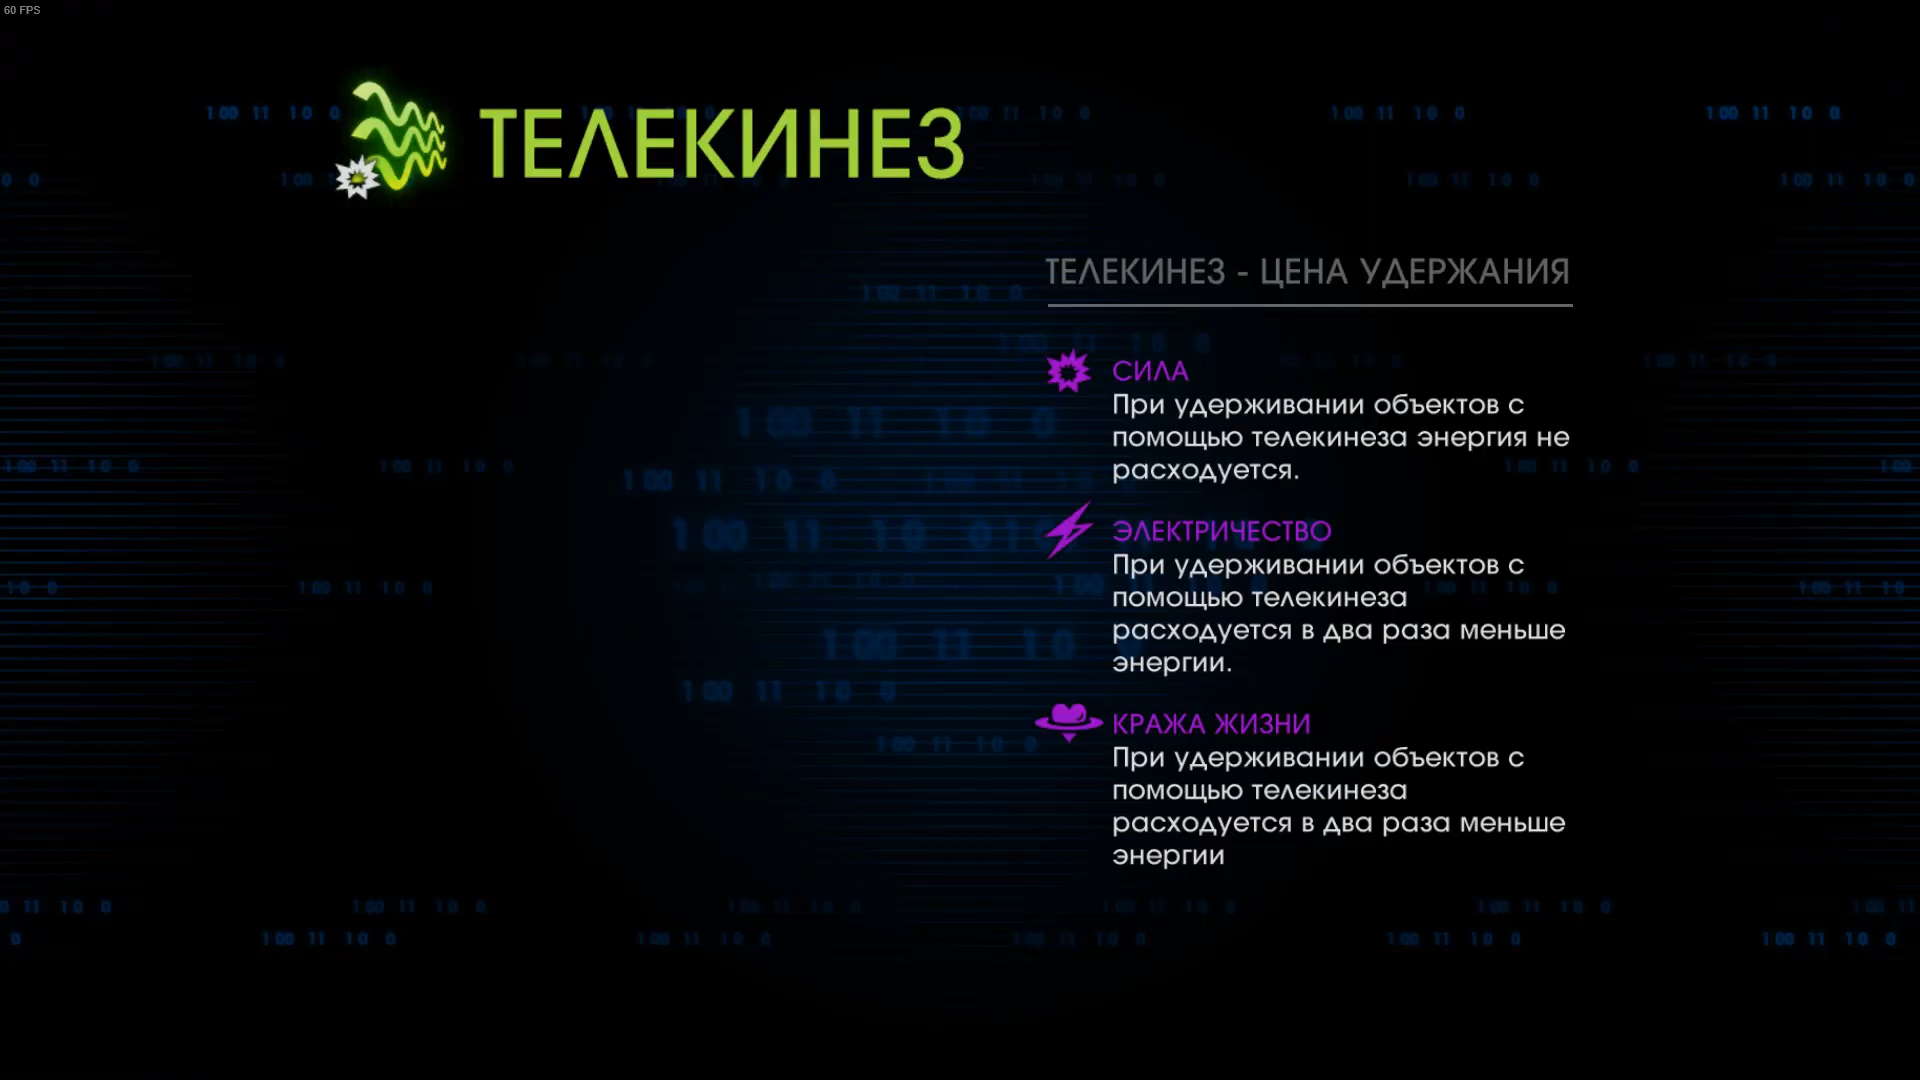 60 FPS
ТЕЛЕКИНЕЗ
ТЕЛЕКИНЕЗ - ЦЕНА УДЕРЖАНИЯ
СИЛА
При удерживании объектов с
помощью телекинеза энергия не
расходуется.
ЭЛЕКТРИЧЕСТВО
При удерживании объектов с
помощью телекинеза
расходуется в два раза меньше
энергии.
КРАЖА ЖИЗНИ
При удерживании объектов с
помощью телекинеза
расходуется в два раза меньше
энергии